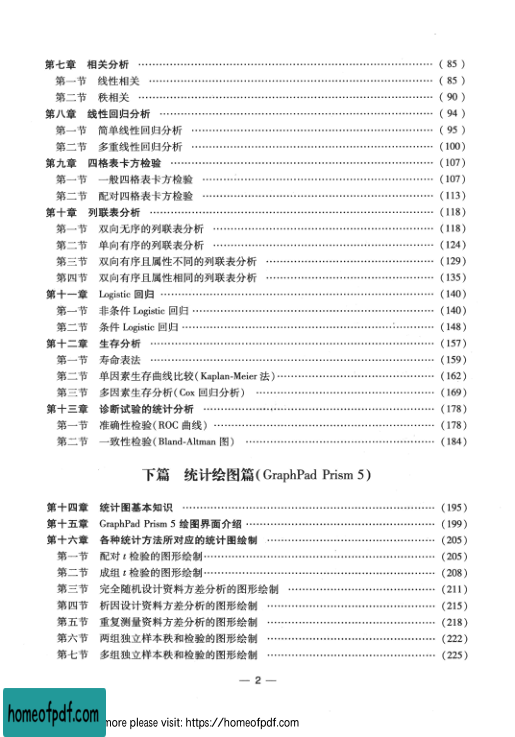 第七章 相关分析 ……………………………………………………………… ( 85 )
第一节 线性相关 ……………………………………………………………… ( 85 )
第二节 秩相关 ……………………………………………………………… ( 90 )
第八章 线性回归分析 ……………………………………………………………… ( 94 )
第一节 简单线性回归分析 ……………………………………………………… ( 95 )
第二节 多重线性回归分析 ……………………………………………………… (100)
第九章 四格表卡方检验 ……………………………………………………… (107)
第一节 一般四格表卡方检验 ……………………………………………………… (107)
第二节 配对四格表卡方检验 ……………………………………………………… (113)
第十章 列联表分析 ……………………………………………………………… (118)
第一节 双向无序的列联表分析 …………………………………………………… (118)
第二节 单向有序的列联表分析 …………………………………………………… (124)
第三节 双向有序且属性不同的列联表分析 ……………………………………… (129)
第四节 双向有序且属性相同的列联表分析 ……………………………………… (135)
第十一章 Logistic 回归 …………………………………………………………… (140)
第一节 非条件 Logistic 回归 …………………………………………………… (140)
第二节 条件 Logistic 回归 ……………………………………………………… (148)
第十二章 生存分析 ……………………………………………………………… (157)
第一节 寿命表法 ……………………………………………………………… (159)
第二节 单因素生存曲线比较(Kaplan-Meier 法) ………………………………… (162)
第三节 多因素生存分析(Cox 回归分析) ……………………………………… (169)
第十三章 诊断试验的统计分析 …………………………………………………… (178)
第一节 准确性检验(ROC 曲线) ………………………………………………… (178)
第二节 一致性检验(Bland-Altman 图) ………………………………………… (184)
下篇 统计绘图篇(GraphPad Prism 5)
第十四章 统计图基本知识 ……………………………………………………… (195)
第十五章 GraphPad Prism 5 绘图界面介绍 ……………………………………… (199)
第十六章 各种统计方法所对应的统计图绘制 …………………………………… (205)
第一节 配对 t 检验的图形绘制 …………………………………………………… (205)
第二节 成组 t 检验的图形绘制 …………………………………………………… (208)
第三节 完全随机设计资料方差分析的图形绘制 ………………………………… (211)
第四节 析因设计资料方差分析的图形绘制 ……………………………………… (215)
第五节 重复测量资料方差分析的图形绘制 ……………………………………… (218)
第六节 两组独立样本秩和检验的图形绘制 ……………………………………… (222)
第七节 多组独立样本秩和检验的图形绘制 ……………………………………… (225)
— 2 —
homeofpdf.com
more please visit: https://homeofpdf.com